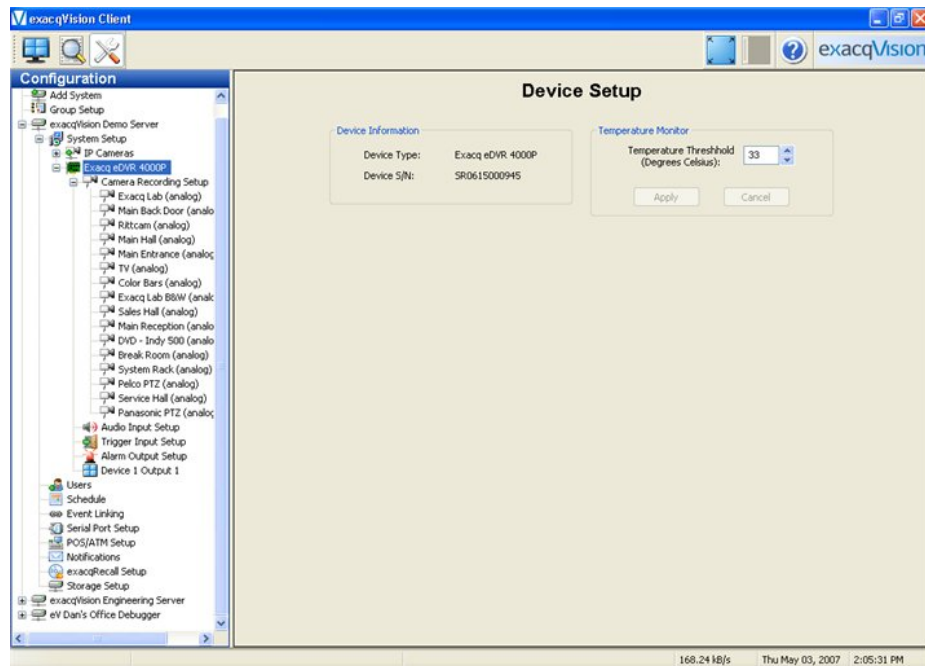 exacqVision Client
exacqVision
Configuration
Add System
Group Setup
exacqVision Demo Server
System Setup
IP Cameras
Exacq eDVR 4000P
Camera Recording Setup
Exacq Lab (analog)
Main Back Door (analo
Rittcam (analog)
Main Hall (analog)
Main Entrance (analog
TV (analog)
Color Bars (analog)
Exacq Lab B&W (analc
Sales Hall (analog)
Main Reception (analo
DVD - Indy 500 (analo
Break Room (analog)
System Rack (analog)
Pelco PTZ (analog)
Service Hall (analog)
Panasonic PTZ (analog
Audio Input Setup
Trigger Input Setup
Alarm Output Setup
Device 1 Output 1
Users
Schedule
Event Linking
Serial Port Setup
POS/ATM Setup
Notifications
exacqRecall Setup
Storage Setup
exacqVision Engineering Server
eV Dan's Office Debugger
Device Setup
Device Information
Device Type: Exacq eDVR 4000P
Device S/N: SR0615000945
Temperature Monitor
Temperature Threshhold
(Degrees Celsius): 33
Apply Cancel
168.24 kB/s Thu May 03, 2007 2:05:31 PM